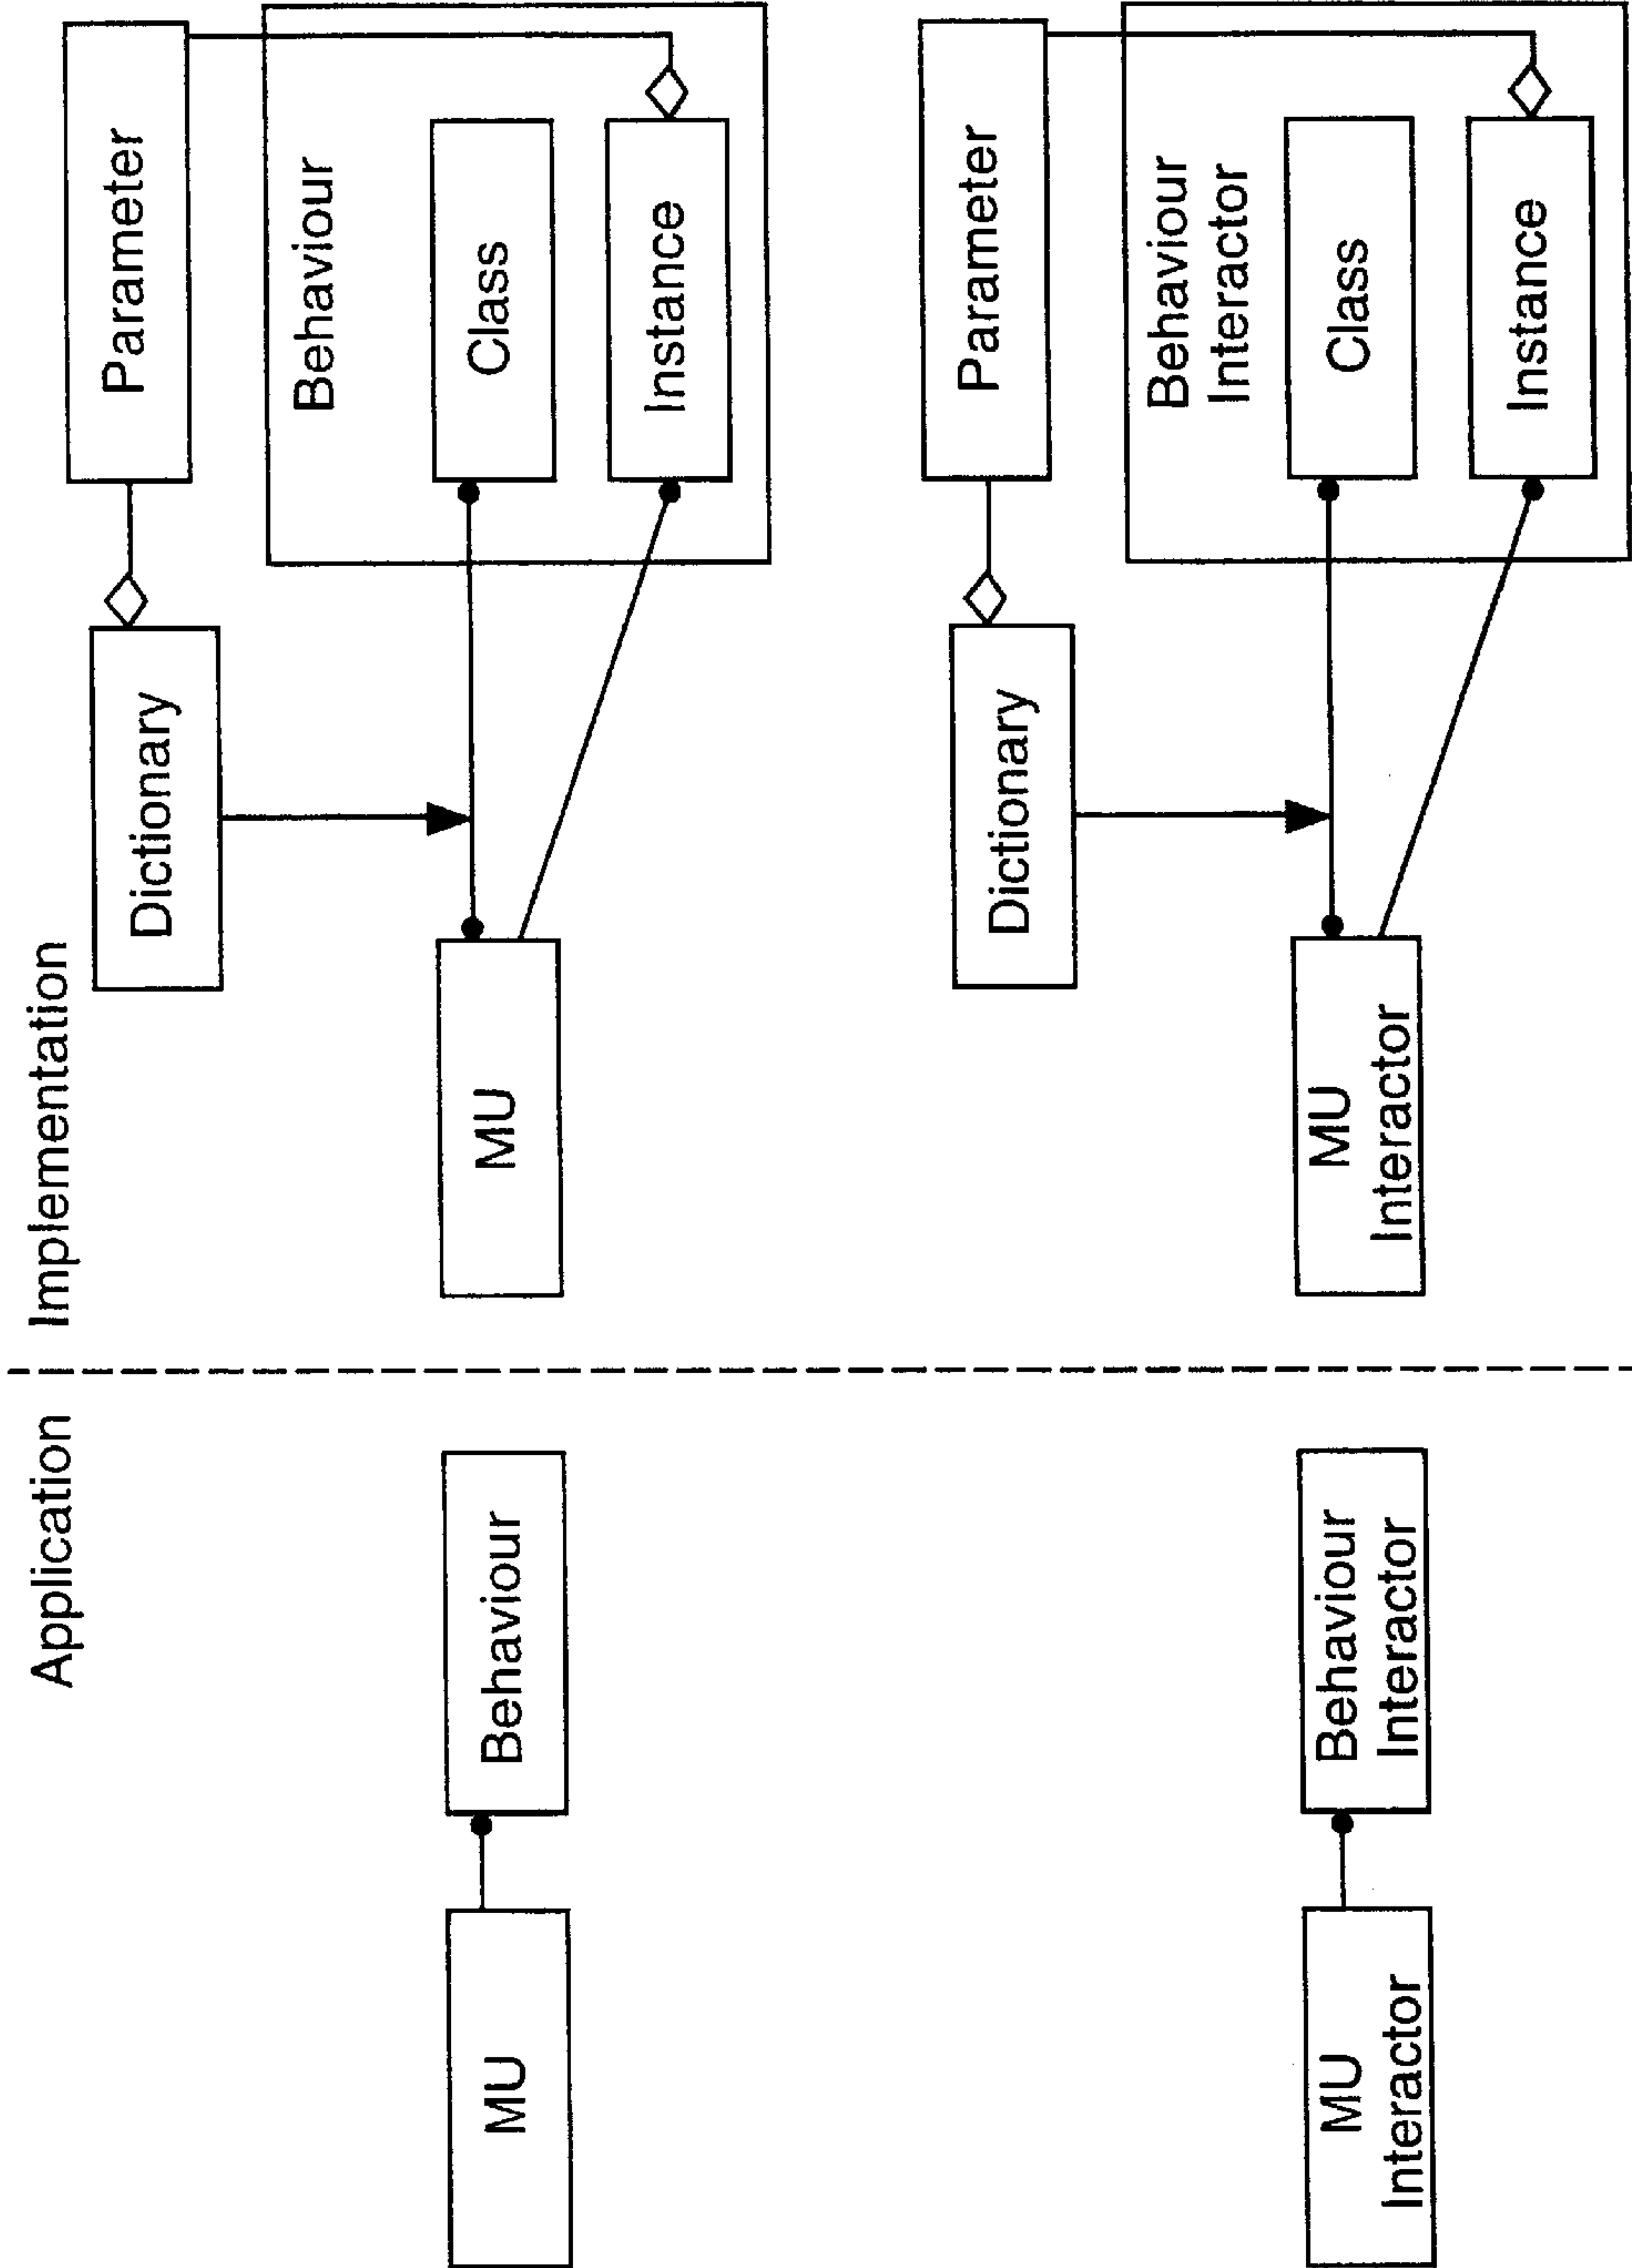 Application
Implementation
Dictionary
Parameter
MU
Behaviour
MU
Behaviour
Class
Instance
Dictionary
Parameter
MU
Interactor
Behaviour
Interactor
MU
Interactor
Behaviour
Interactor
Class
Instance